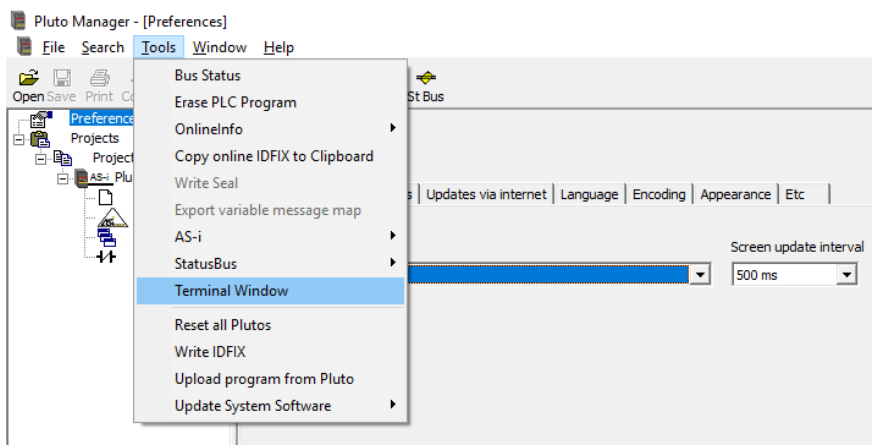 Pluto Manager - [Preferences]
File Search Tools Window Help
Open Save Print St Bus
Bus Status
Erase PLC Program
OnlineInfo
Copy online IDFIX to Clipboard
Write Seal
Export variable message map
AS-i
StatusBus
Terminal Window
Reset all Plutos
Write IDFIX
Upload program from Pluto
Update System Software
Projects
AS-i
Updates via internet Language Encoding Appearance Etc
Screen update interval
500 ms